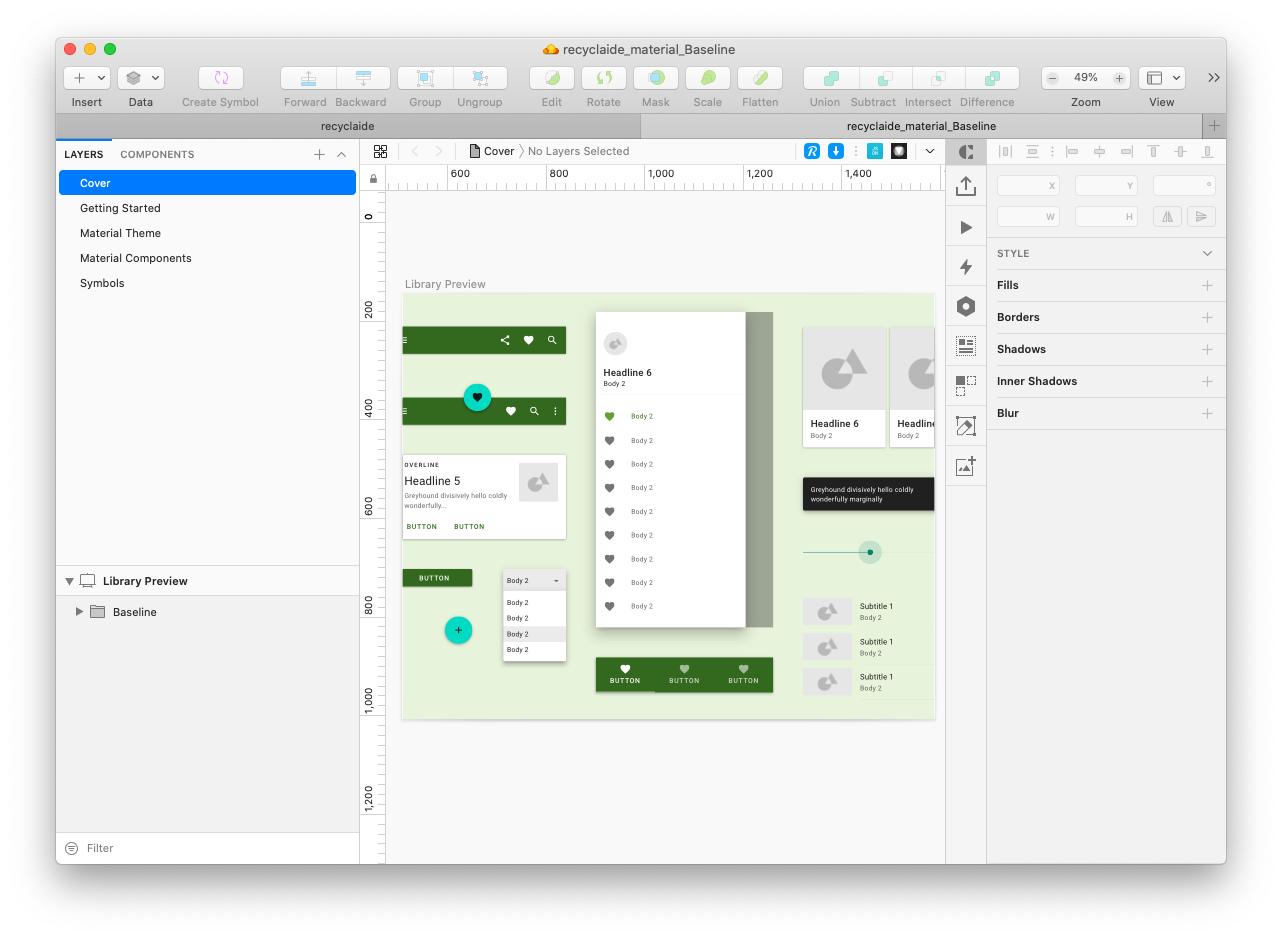 recyclaide_material_Baseline
Insert
Data
Create Symbol
Forward
Backward
Group
Ungroup
Edit
Rotate
Mask
Scale
Flatten
Union
Subtract
Intersect
Difference
49%
Zoom
View
recyclaide
recyclaide_material_Baseline
LAYERS
COMPONENTS
Cover
Getting Started
Material Theme
Material Components
Symbols
Library Preview
Baseline
Filter
Cover
No Layers Selected
600
800
1,000
1,200
1,400
0
200
400
600
800
1,000
1,200
Library Preview
OVERLINE
Headline 5
Greyhound divisively hello coldly
wonderfully...
BUTTON
BUTTON
BUTTON
Body 2
Body 2
Body 2
Body 2
Body 2
Headline 6
Body 2
Body 2
Body 2
Body 2
Body 2
Body 2
Body 2
Body 2
Body 2
Body 2
BUTTON
BUTTON
BUTTON
Headline 6
Body 2
Headline
Body 2
Greyhound divisively hello coldly
wonderfully marginally
Subtitle 1
Body 2
Subtitle 1
Body 2
Subtitle 1
Body 2
X
Y
°
W
H
STYLE
Fills
Borders
Shadows
Inner Shadows
Blur